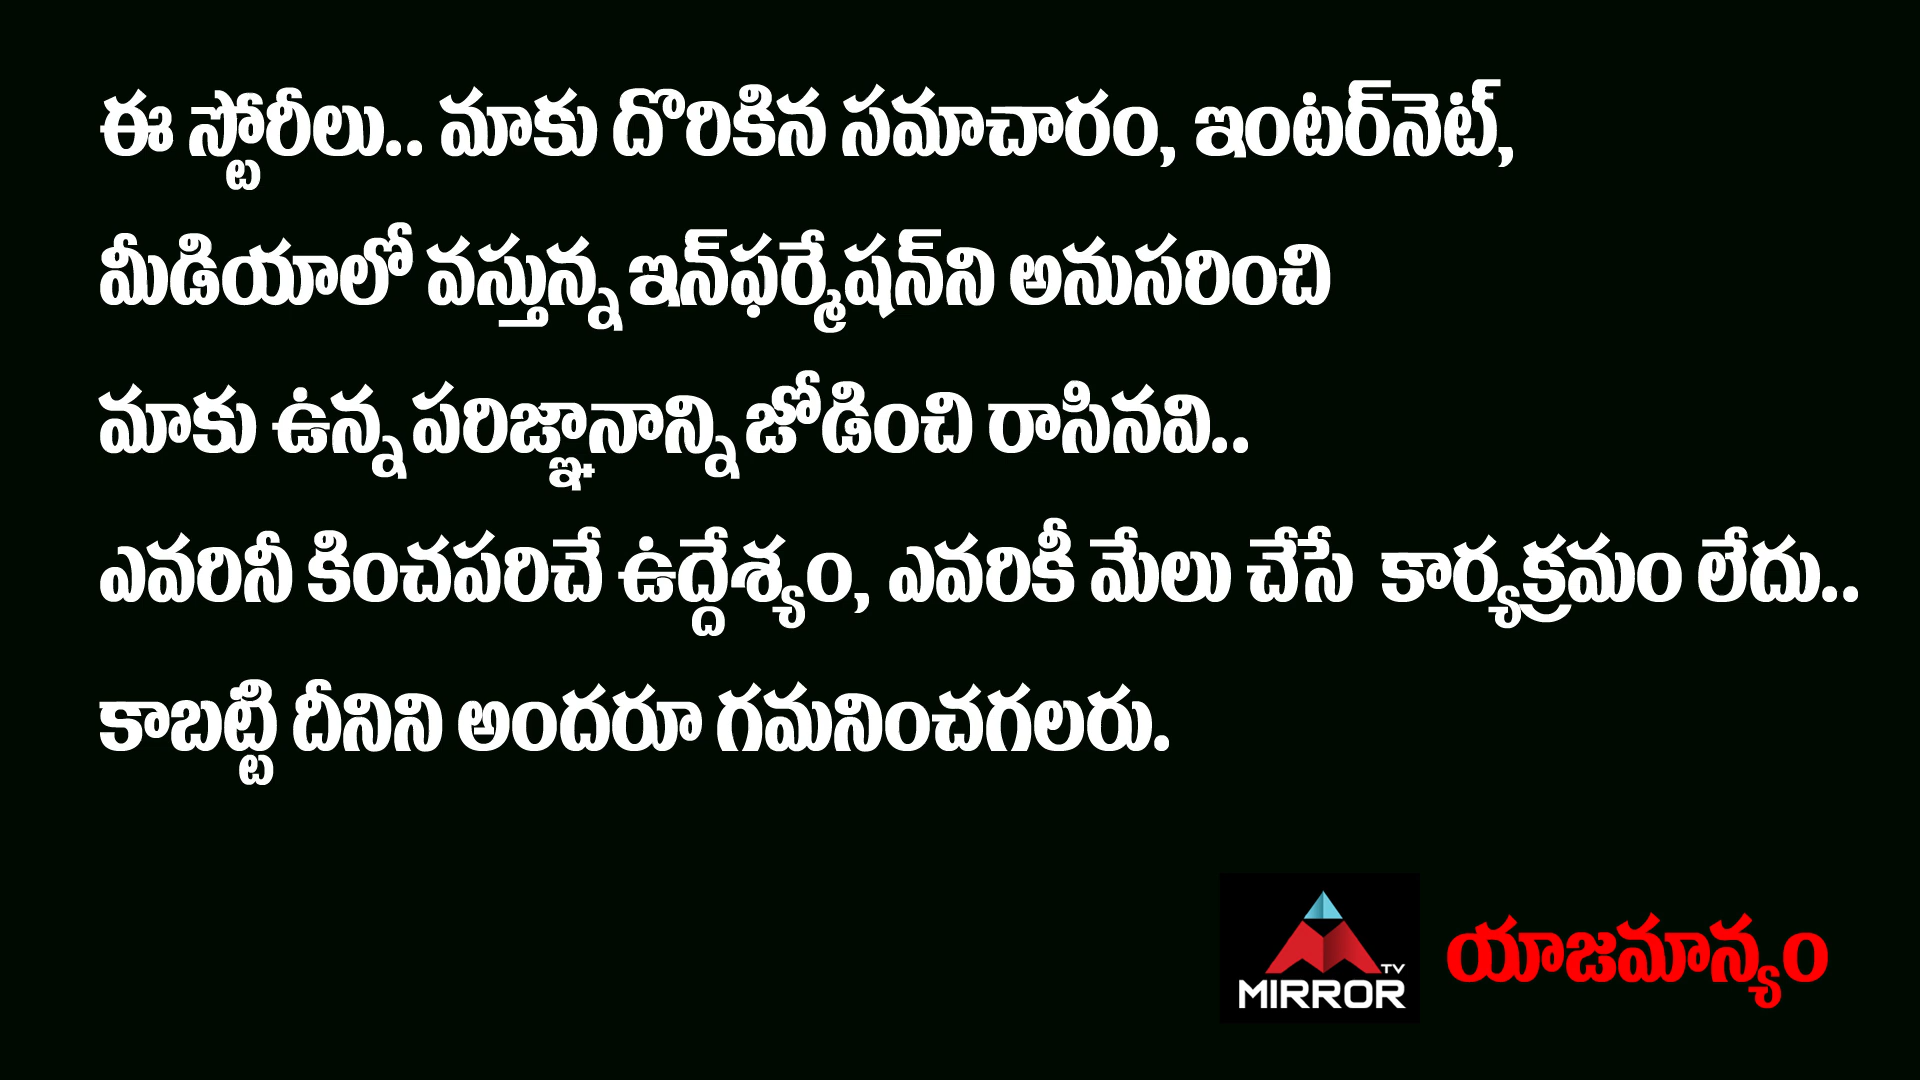 ఈ స్టోరీలు.. మాకు దొరికిన సమాచారం, ఇంటర్‌నెట్,
మీడియాలో వస్తున్న ఇన్‌ఫర్మేషన్‌ని అనుసరించి
మాకు ఉన్న పరిజ్ఞానాన్ని జోడించి రాసినవి..
ఎవరినీ కించపరిచే ఉద్దేశ్యం, ఎవరికీ మేలు చేసే కార్యక్రమం లేదు..
కాబట్టి దీనిని అందరూ గమనించగలరు.
TV
MIRROR
యాజమాన్యం